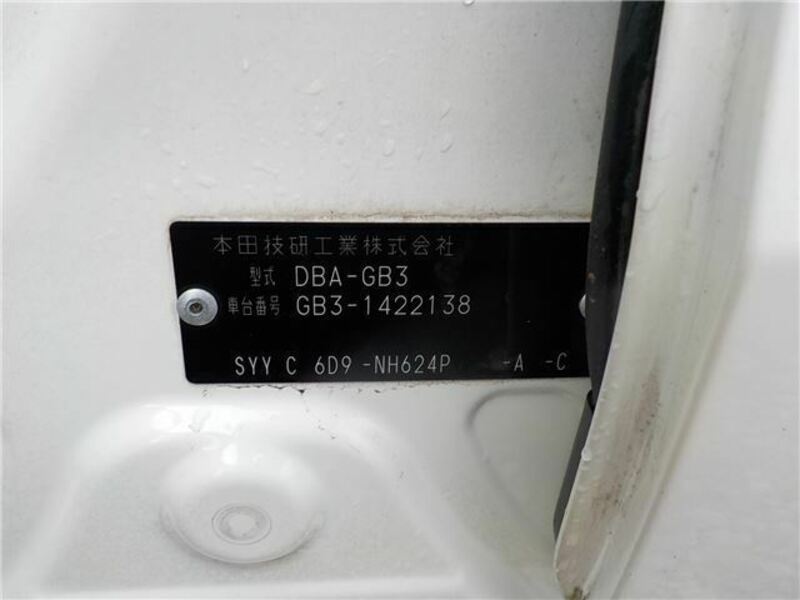 本田技研工業株式会社
型式 DBA-GB3
車台番号 GB3-1422138
SYY C 6D9 -NH624P -A -C